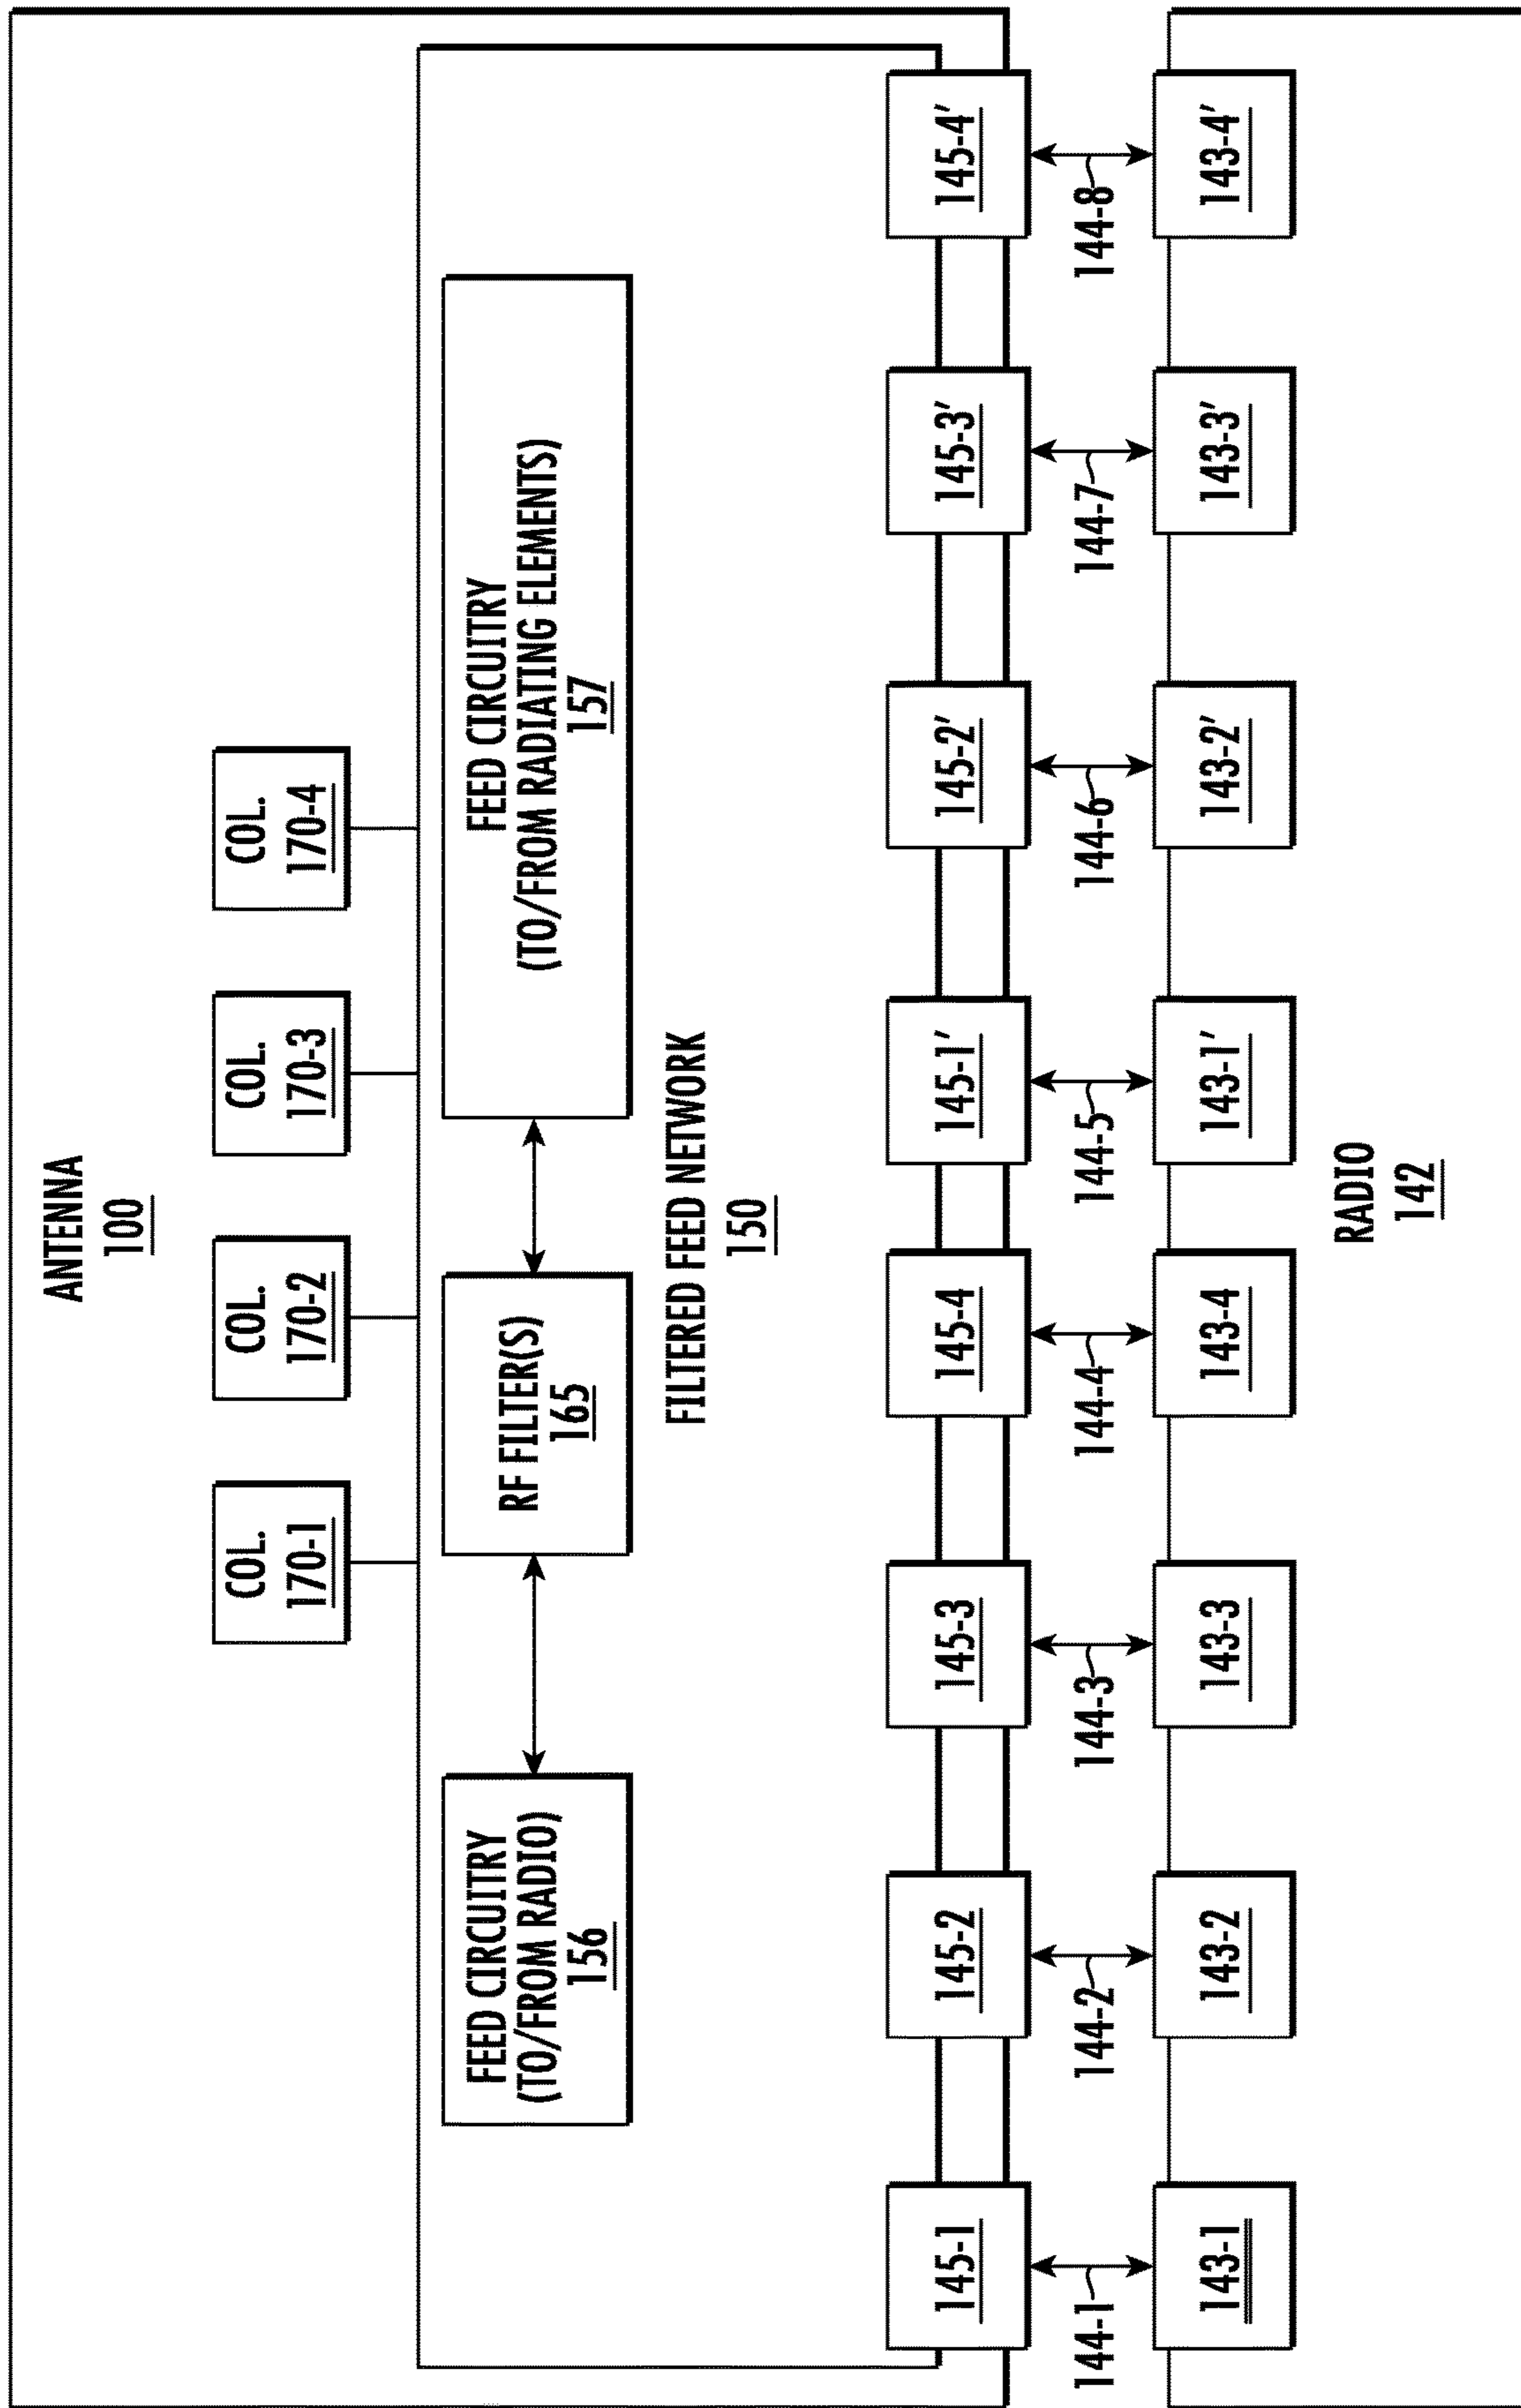 ANTENNA
100
COL.
170-1
COL.
170-2
COL.
170-3
COL.
170-4
FEED CIRCUITRY
(TO/FROM RADIO)
156
RF FILTER(S)
165
FEED CIRCUITRY
(TO/FROM RADIATING ELEMENTS)
157
FILTERED FEED NETWORK
150
145-1
145-2
145-3
145-4
145-1'
145-2'
145-3'
145-4'
144-1
144-2
144-3
144-4
144-5
144-6
144-7
144-8
143-1
143-2
143-3
143-4
143-1'
143-2'
143-3'
143-4'
RADIO
142